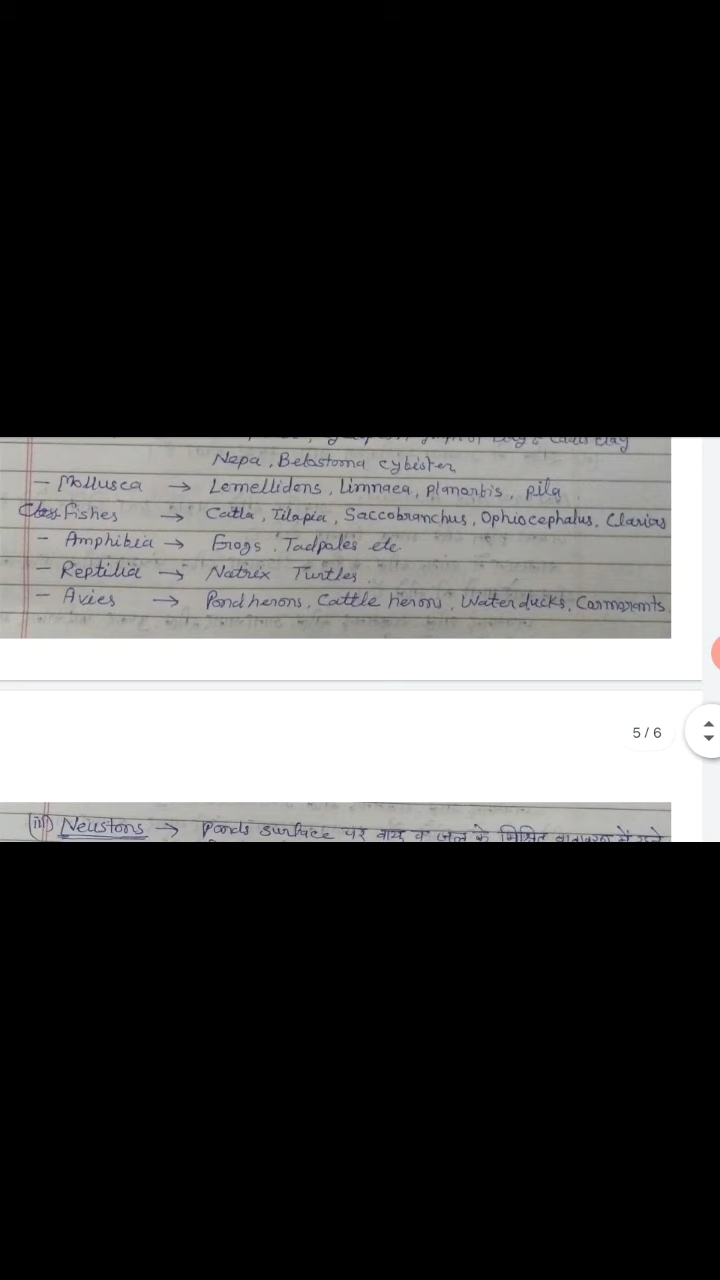 Nepa, Belostoma cybister
- Mollusca → Lemellidens, Limnaea, planorbis, pila
Class fishes → Catla, Tilapia, Saccobranchus, Ophiocephalus, Clarias
- Amphibia → Frogs, Tadpoles etc.
- Reptilia → Natrix Turtles
- Avies → Pond herons, Cattle herons, Water ducks, Cormorants
5 / 6
(iii) Neustons → Ponds surface पर वायु व जल के मिश्रित वातावरण में